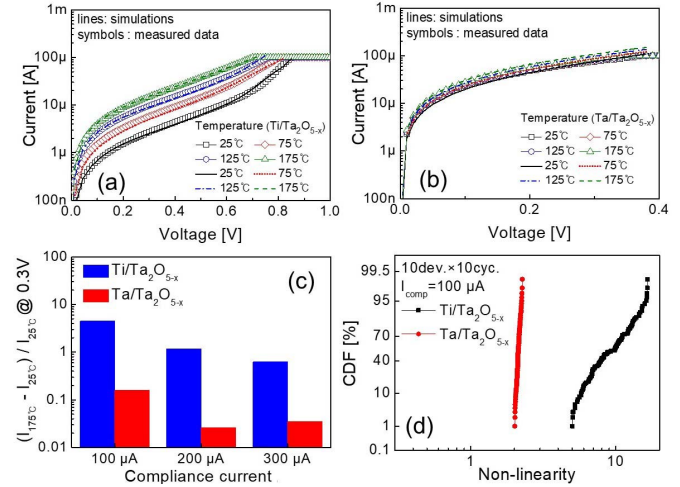 lines: simulations
symbols : measured data
Current [A]
1m
100μ
10μ
1μ
100n
Temperature (Ti/Ta2O5-x)
25℃ 75℃
125℃ 175℃
25℃ 75℃
125℃ 175℃
(a)
0.0 0.2 0.4 0.6 0.8 1.0
Voltage [V]
lines: simulations
symbols : measured data
Current [A]
1m
100μ
10μ
1μ
100n
Temperature (Ta/Ta2O5-x)
25℃ 75℃
125℃ 175℃
25℃ 75℃
125℃ 175℃
(b)
0.0 0.2 0.4
Voltage [V]
(I175℃ - I25℃) / I25℃ @ 0.3V
100
10
1
0.1
0.01
Ti/Ta2O5-x
Ta/Ta2O5-x
(c)
100 μA 200 μA 300 μA
Compliance current
CDF [%]
99.5
95
70
40
10
1
0.1
10dev.×10cyc.
Icomp=100 μA
Ti/Ta2O5-x
Ta/Ta2O5-x
(d)
1 10
Non-linearity